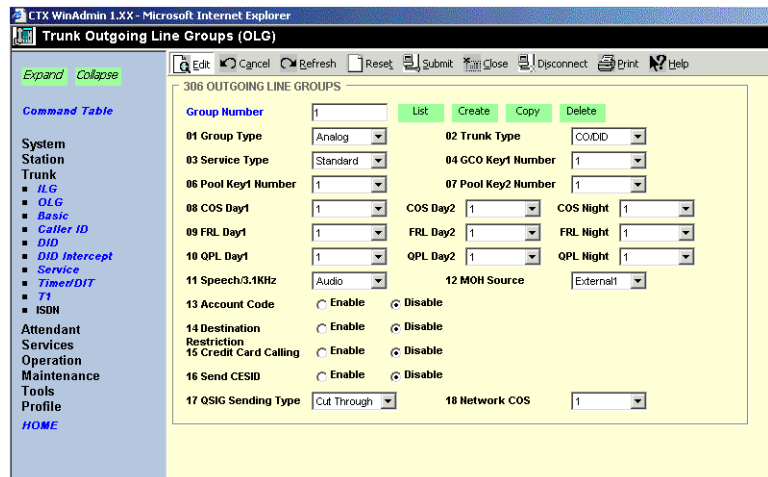 CTX WinAdmin 1.XX - Microsoft Internet Explorer
Trunk Outgoing Line Groups (OLG)
Edit Cancel Refresh Reset Submit Close Disconnect Print Help
Expand Collapse
Command Table
System
Station
Trunk
ILG
OLG
Basic
Caller ID
DID
DID Intercept
Service
Timer/DIT
T1
ISDN
Attendant
Services
Operation
Maintenance
Tools
Profile
HOME
306 OUTGOING LINE GROUPS
Group Number 1 List Create Copy Delete
01 Group Type Analog 02 Trunk Type CO/DID
03 Service Type Standard 04 GCO Key1 Number 1
06 Pool Key1 Number 1 07 Pool Key2 Number 1
08 COS Day1 1 COS Day2 1 COS Night 1
09 FRL Day1 1 FRL Day2 1 FRL Night 1
10 QPL Day1 1 QPL Day2 1 QPL Night 1
11 Speech/3.1KHz Audio 12 MOH Source External1
13 Account Code Enable Disable
14 Destination Restriction Enable Disable
15 Credit Card Calling Enable Disable
16 Send CESID Enable Disable
17 QSIG Sending Type Cut Through 18 Network COS 1